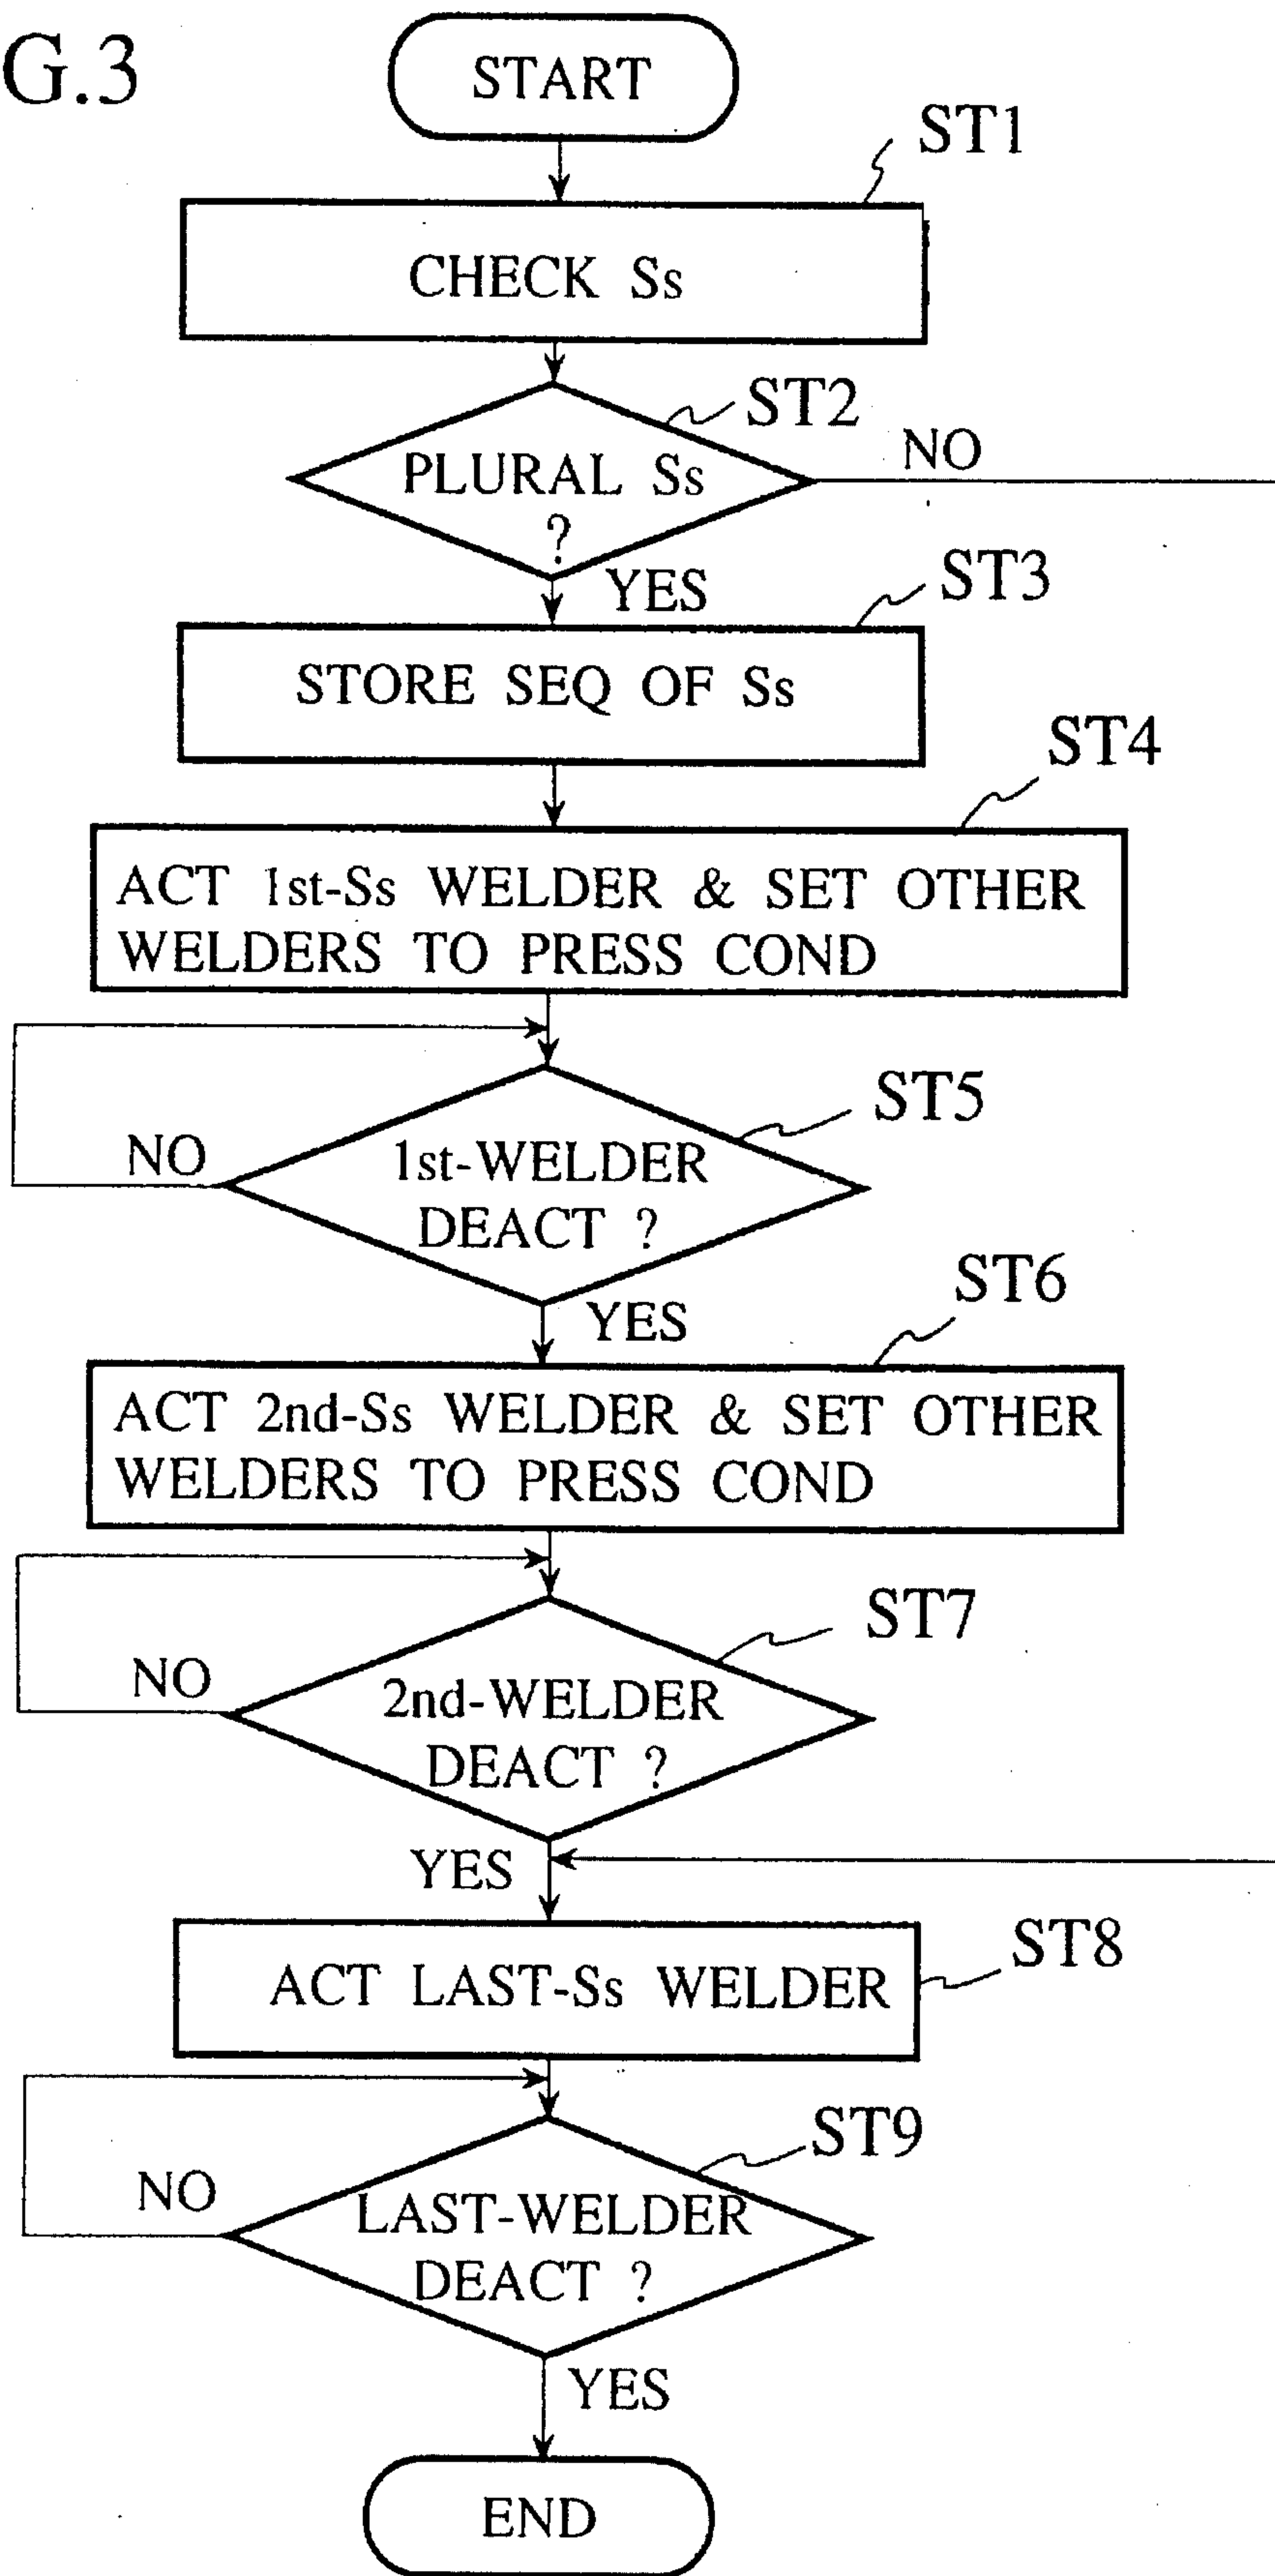 G.3
START
ST1
CHECK Ss
ST2
PLURAL Ss
?
NO
YES
ST3
STORE SEQ OF Ss
ST4
ACT 1st-Ss WELDER & SET OTHER
WELDERS TO PRESS COND
ST5
NO
1st-WELDER
DEACT ?
YES
ST6
ACT 2nd-Ss WELDER & SET OTHER
WELDERS TO PRESS COND
ST7
NO
2nd-WELDER
DEACT ?
YES
ST8
ACT LAST-Ss WELDER
ST9
NO
LAST-WELDER
DEACT ?
YES
END